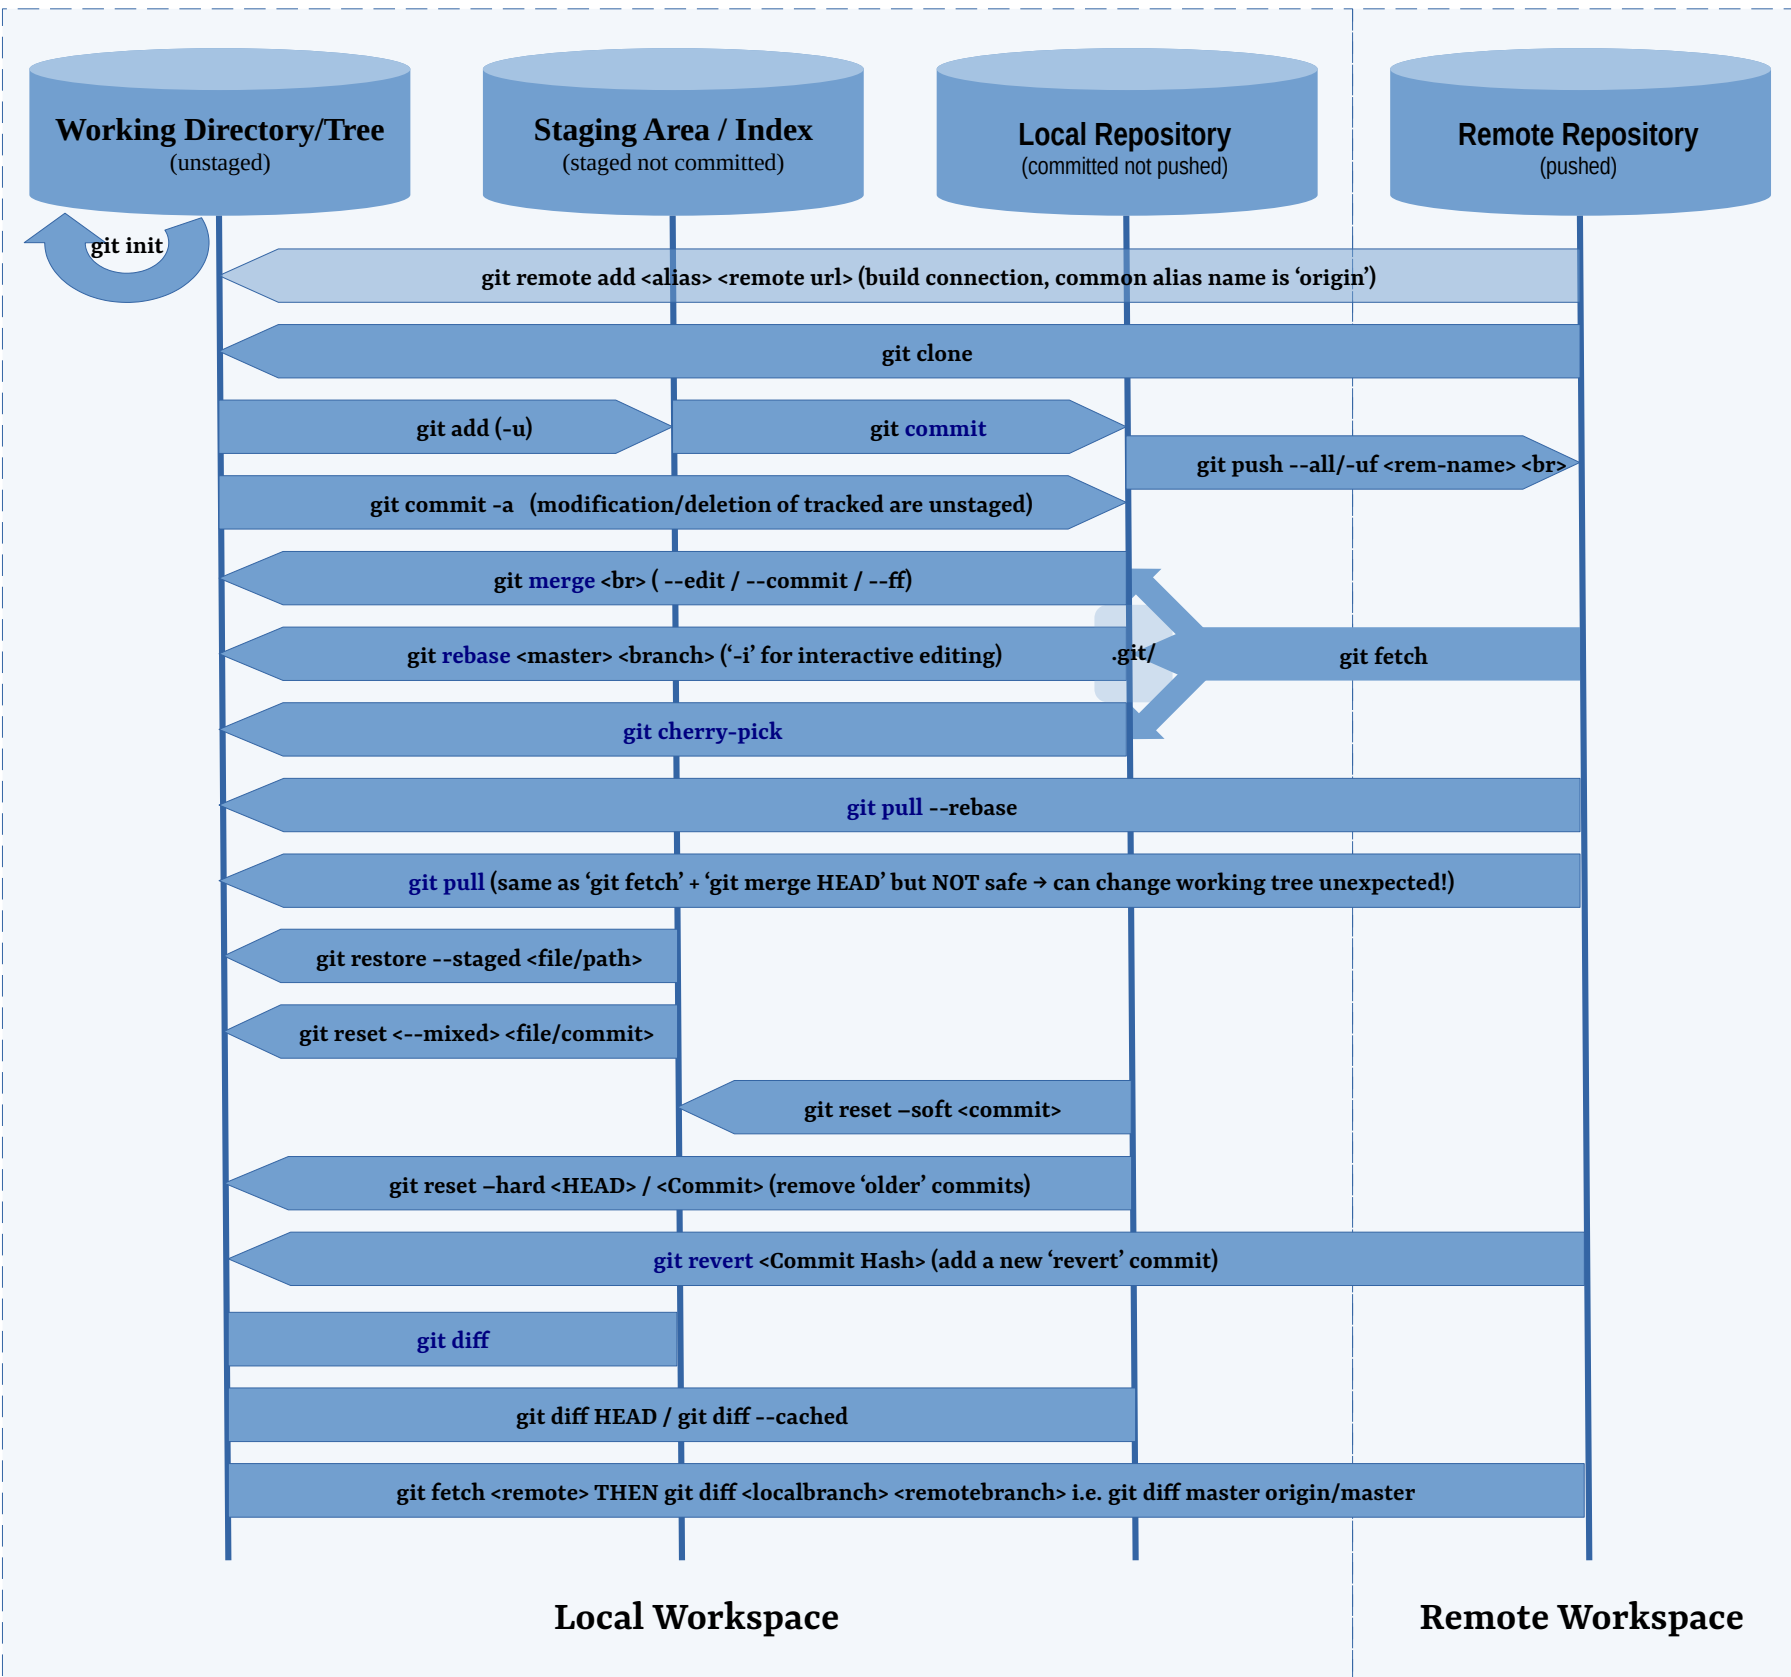 Working Directory/Tree
(unstaged)
Staging Area / Index
(staged not committed)
Local Repository
(committed not pushed)
Remote Repository
(pushed)
git init
git remote add <alias> <remote url> (build connection, common alias name is ‘origin’)
git clone
git add (-u)
git commit
git push --all/-uf <rem-name> <br>
git commit -a (modification/deletion of tracked are unstaged)
git merge <br> ( --edit / --commit / --ff)
git rebase <master> <branch> (‘-i’ for interactive editing)
.git/
git fetch
git cherry-pick
git pull --rebase
git pull (same as ‘git fetch’ + ‘git merge HEAD’ but NOT safe → can change working tree unexpected!)
git restore --staged <file/path>
git reset <--mixed> <file/commit>
git reset –soft <commit>
git reset –hard <HEAD> / <Commit> (remove ‘older’ commits)
git revert <Commit Hash> (add a new ‘revert’ commit)
git diff
git diff HEAD / git diff --cached
git fetch <remote> THEN git diff <localbranch> <remotebranch> i.e. git diff master origin/master
Local Workspace
Remote Workspace